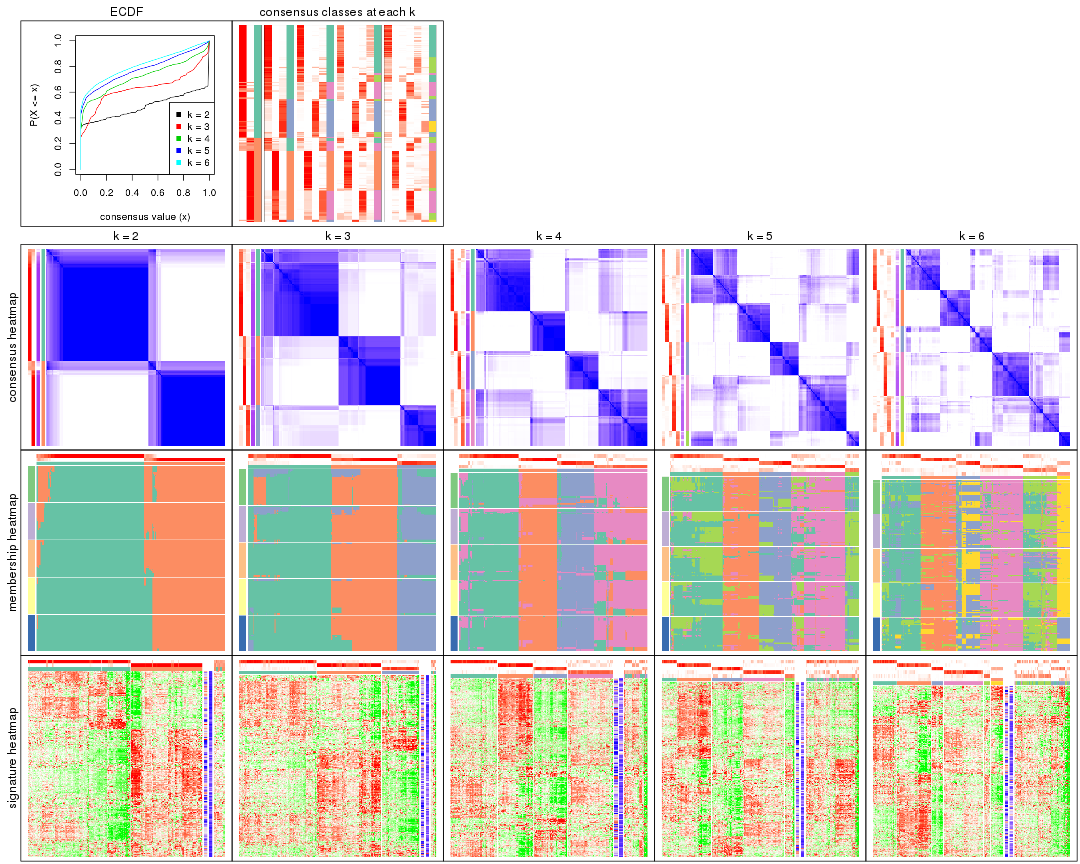 ECDF
consensus classes at each k
P(X <= x)
0.0
0.2
0.4
0.6
0.8
1.0
k = 2
k = 3
k = 4
k = 5
k = 6
0.0 0.2 0.4 0.6 0.8 1.0
consensus value (x)
k = 2
k = 3
k = 4
k = 5
k = 6
consensus heatmap
membership heatmap
signature heatmap